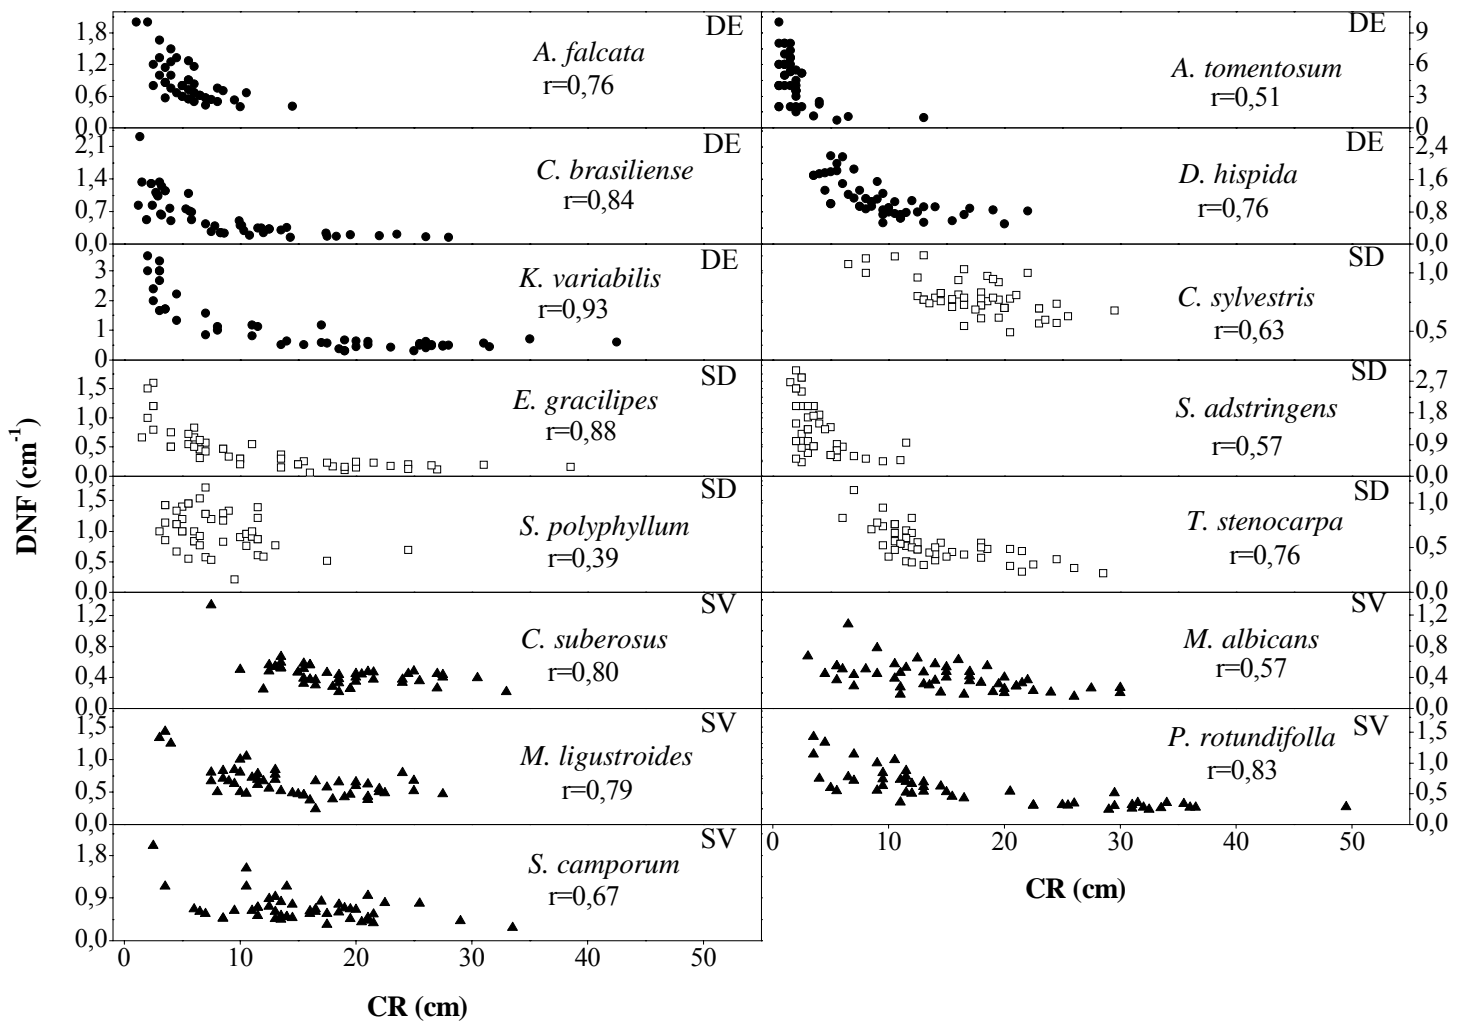 DNF (cm-1)
1,8
1,2
0,6
0,0
DE
A. falcata
r=0,76
DE
A. tomentosum
r=0,51
9
6
3
0
2,1
1,4
0,7
0,0
DE
C. brasiliense
r=0,84
DE
D. hispida
r=0,76
2,4
1,6
0,8
0,0
3
2
1
0
DE
K. variabilis
r=0,93
SD
C. sylvestris
r=0,63
1,0
0,5
1,5
1,0
0,5
0,0
SD
E. gracilipes
r=0,88
SD
S. adstringens
r=0,57
2,7
1,8
0,9
0,0
1,5
1,0
0,5
0,0
SD
S. polyphyllum
r=0,39
SD
T. stenocarpa
r=0,76
1,0
0,5
0,0
1,2
0,8
0,4
0,0
SV
C. suberosus
r=0,80
SV
M. albicans
r=0,57
1,2
0,8
0,4
0,0
1,5
1,0
0,5
0,0
SV
M. ligustroides
r=0,79
SV
P. rotundifolla
r=0,83
1,5
1,0
0,5
0,0
0 10 20 30 40 50
CR (cm)
1,8
0,9
0,0
SV
S. camporum
r=0,67
0 10 20 30 40 50
CR (cm)